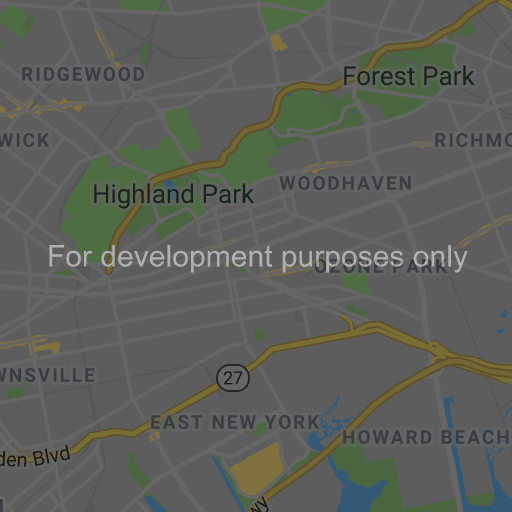 RIDGEWOOD
Forest Park
WICK
RICHMO
WOODHAVEN
Highland Park
For development purposes only
OZONE PARK
WNSVILLE
27
EAST NEW YORK
HOWARD BEACH
den Blvd
wy